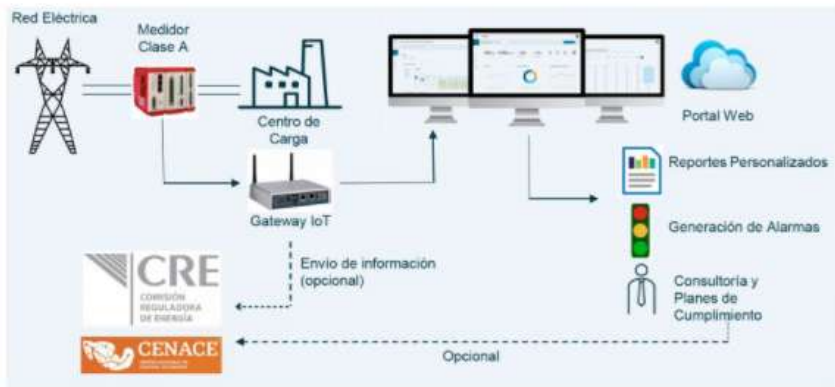 Red Eléctrica
Medidor
Clase A
Centro de
Carga
Portal Web
Reportes Personalizados
Gateway IoT
Generación de Alarmas
Envío de información
(opcional)
Consultoría y
Planes de
Cumplimiento
CRE
COMISIÓN
REGULADORA
DE ENERGÍA
CENACE
Opcional